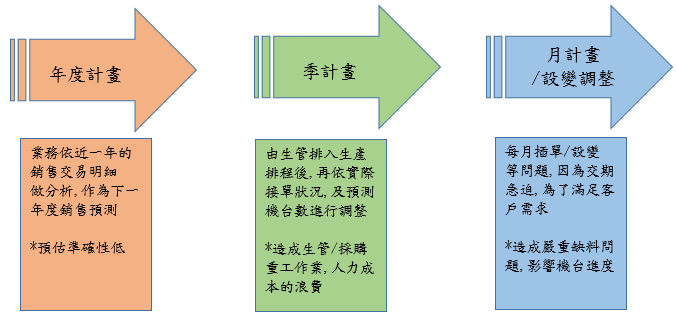 年度計畫
季計畫
月計畫
/設變調整
業務依近一年的
銷售交易明細
做分析,作為下一
年度銷售預測
*預估準確性低
由生管排入生產
排程後,再依實際
接單狀況,及預測
機台數進行調整
*造成生管/採購
重工作業,人力成
本的浪費
每月插單/設變
等問題,因為交期
急迫,為了滿足客
戶需求
*造成嚴重缺料問
題,影響機台進度